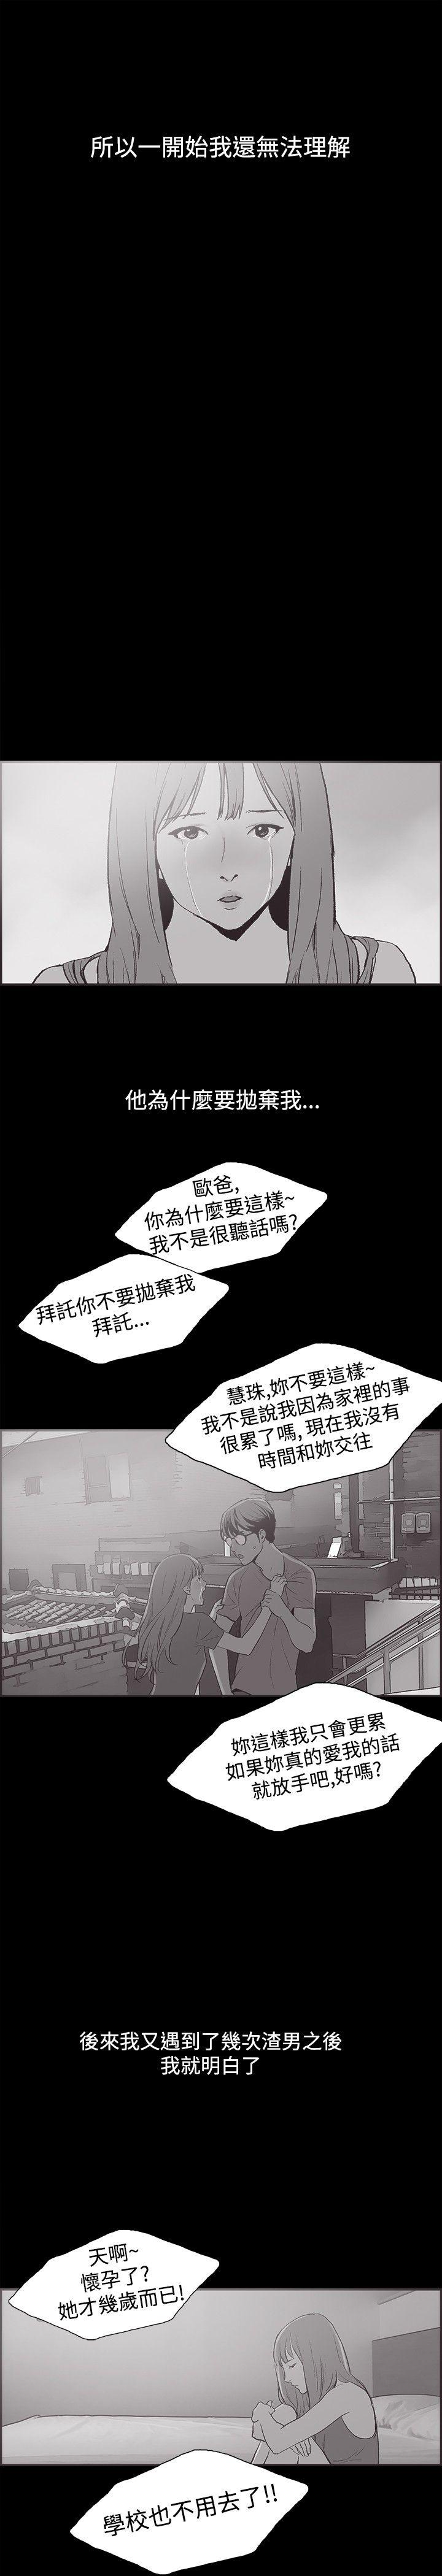 所以一開始我還無法理解
他為什麼要拋棄我...
歐爸,
你為什麼要這樣~
我不是很聽話嗎?
拜託你不要拋棄我
拜託...
慧珠,妳不要這樣~
我不是說我因為家裡的事
很累了嗎, 現在我沒有
時間和妳交往
妳這樣我只會更累
如果妳真的愛我的話
就放手吧,好嗎?
後來我又遇到了幾次渣男之後
我就明白了
天啊~
懷孕了?
她才幾歲而已!
學校也不用去了!!